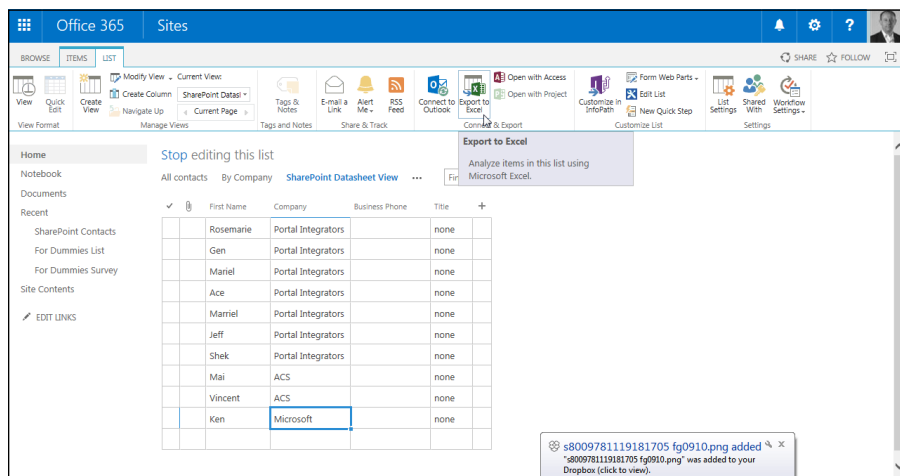 Office 365 Sites ?
BROWSE ITEMS LIST SHARE FOLLOW
View
Quick Edit
Create View
Modify View
Create Column
Navigate Up
Current View:
SharePoint Datasl
Current Page
Tags & Notes
E-mail a Link
Alert Me
RSS Feed
Connect to Outlook
Export to Excel
Open with Access
Open with Project
Customize in InfoPath
Form Web Parts
Edit List
New Quick Step
List Settings
Shared With
Workflow Settings
View Format Manage Views Tags and Notes Share & Track Connect & Export Customize List Settings
Export to Excel
Analyze items in this list using
Microsoft Excel.
Home
Notebook
Documents
Recent
SharePoint Contacts
For Dummies List
For Dummies Survey
Site Contents
EDIT LINKS
Stop editing this list
All contacts By Company SharePoint Datasheet View ... Fir
First Name Company Business Phone Title +
Rosemarie Portal Integrators none
Gen Portal Integrators none
Mariel Portal Integrators none
Ace Portal Integrators none
Marriel Portal Integrators none
Jeff Portal Integrators none
Shek Portal Integrators none
Mai ACS none
Vincent ACS none
Ken Microsoft none
s8009781119181705 fg0910.png added x
"s8009781119181705 fg0910.png" was added to your
Dropbox (click to view).